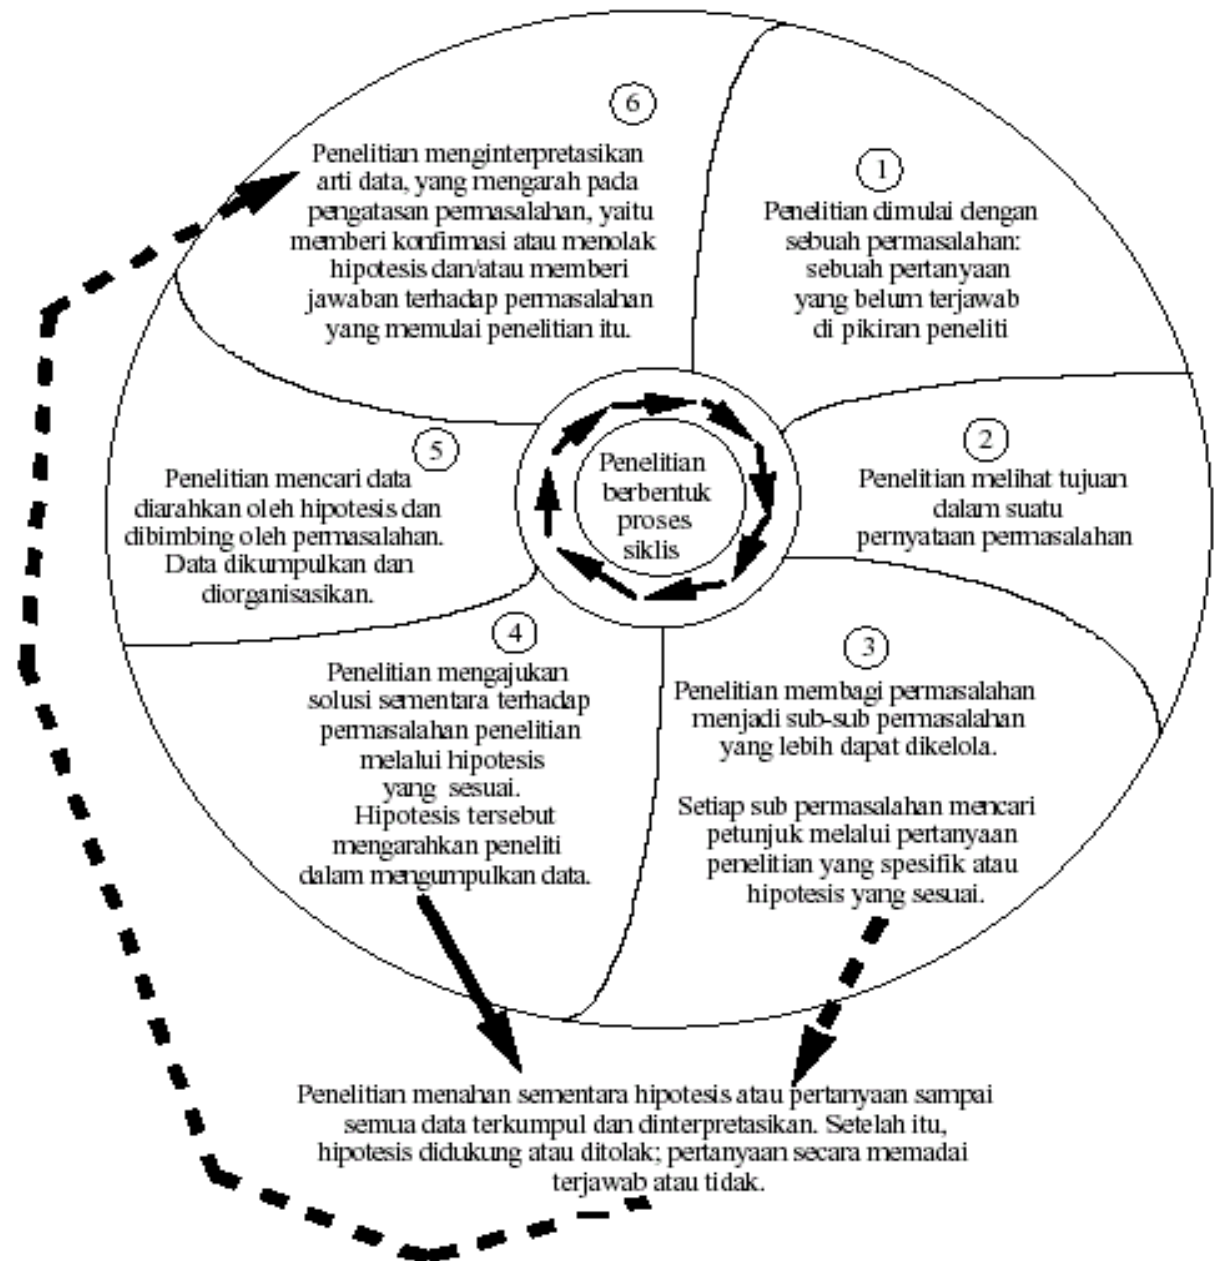 1
Penelitian dimulai dengan
sebuah permasalahan:
sebuah pertanyaan
yang belum terjawab
di pikiran peneliti
2
Penelitian melihat tujuan
dalam suatu
pernyataan permasalahan
3
Penelitian membagi permasalahan
menjadi sub-sub permasalahan
yang lebih dapat dikelola.
Setiap sub permasalahan mencari
petunjuk melalui pertanyaan
penelitian yang spesifik atau
hipotesis yang sesuai.
4
Penelitian mengajukan
solusi sementara terhadap
permasalahan penelitian
melalui hipotesis
yang sesuai.
Hipotesis tersebut
mengarahkan peneliti
dalam mengumpulkan data.
5
Penelitian mencari data
diarahkan oleh hipotesis dan
dibimbing oleh permasalahan.
Data dikumpulkan dan
diorganisasikan.
6
Penelitian menginterpretasikan
arti data, yang mengarah pada
pengatasan permasalahan, yaitu
memberi konfirmasi atau menolak
hipotesis dan/atau memberi
jawaban terhadap permasalahan
yang memulai penelitian itu.
Penelitian
berbentuk
proses
siklis
Penelitian menahan sementara hipotesis atau pertanyaan sampai
semua data terkumpul dan dinterpretasikan. Setelah itu,
hipotesis didukung atau ditolak; pertanyaan secara memadai
terjawab atau tidak.